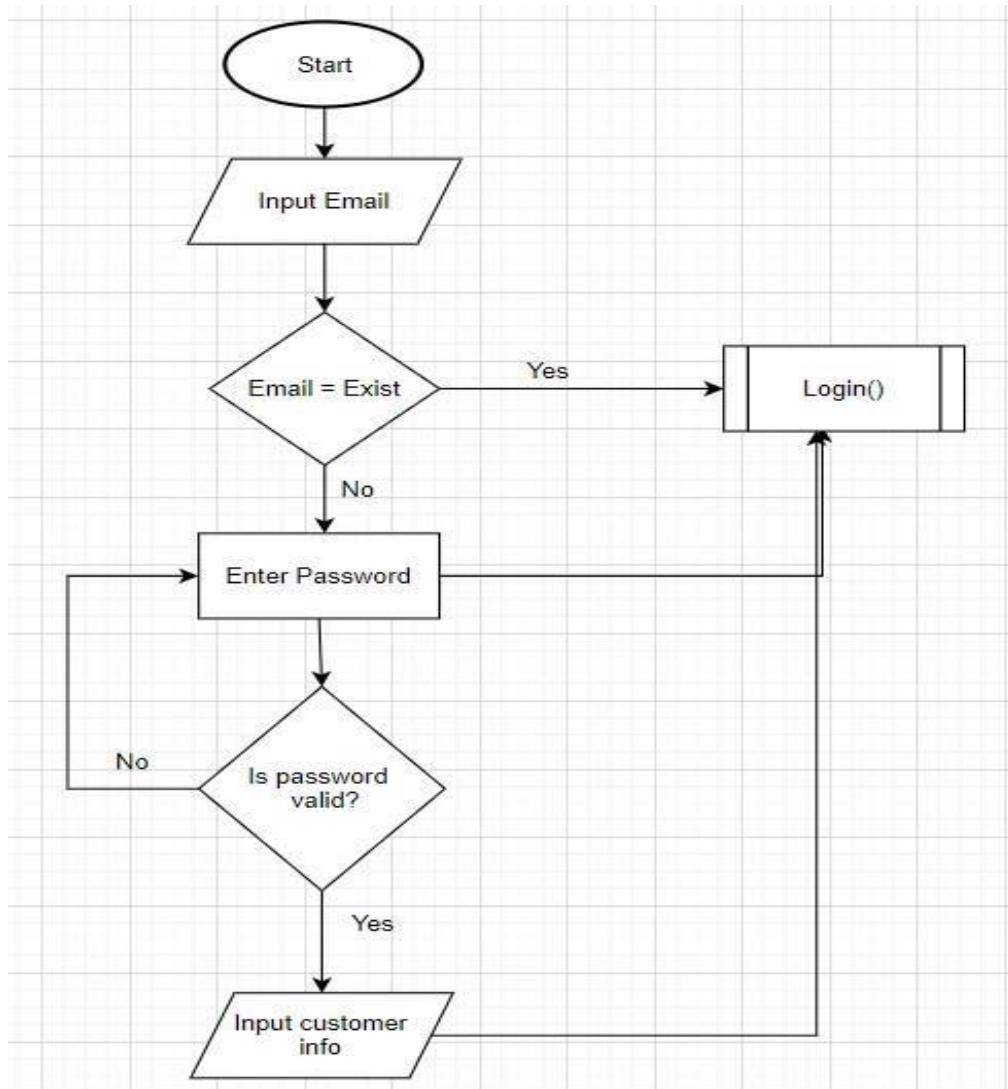 Start
Input Email
Email = Exist
Yes
Login()
No
Enter Password
No
Is password
valid?
Yes
Input customer
info